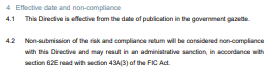 4 Effective date and non-compliance
4.1 This Directive is effective from the date of publication in the government gazette.
4.2 Non-submission of the risk and compliance return will be considered non-compliance
with this Directive and may result in an administrative sanction, in accordance with
section 62E read with section 43A(3) of the FIC Act.